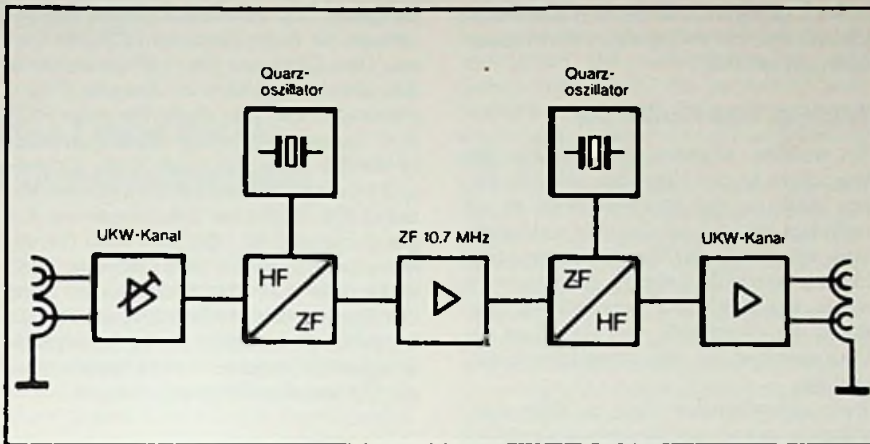 Quarz-
oszillator
Quarz-
oszillator
UKW-Kanal
ZF 10.7 MHz
UKW-Kanal
HF
ZF
ZF
HF